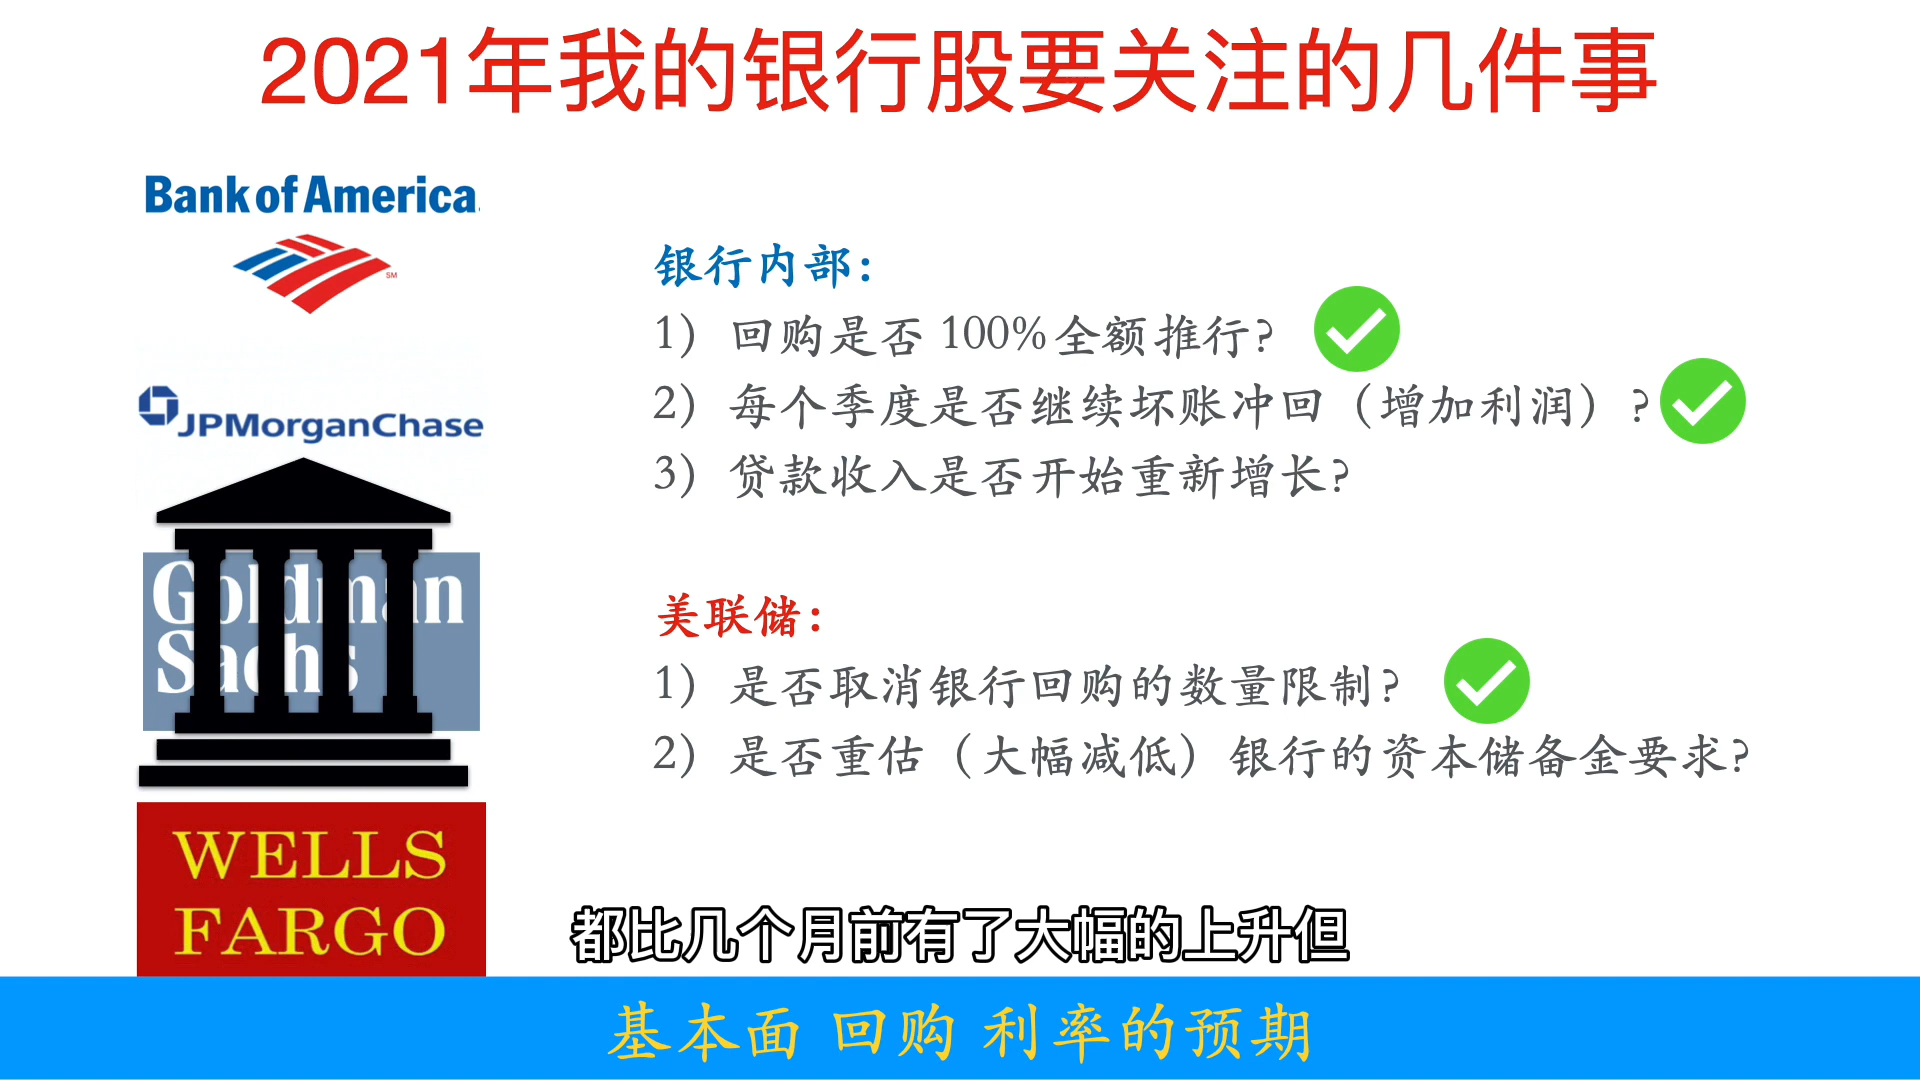 2021年我的银行股要关注的几件事
Bank of America
SM
JPMorganChase
Goldman
Sachs
WELLS
FARGO
银行内部：
1）回购是否 100%全额推行？
2）每个季度是否继续坏账冲回（增加利润）？
3）贷款收入是否开始重新增长？
美联储：
1）是否取消银行回购的数量限制？
2）是否重估（大幅减低）银行的资本储备金要求？
都比几个月前有了大幅的上升但
基本面 回购 利率的预期